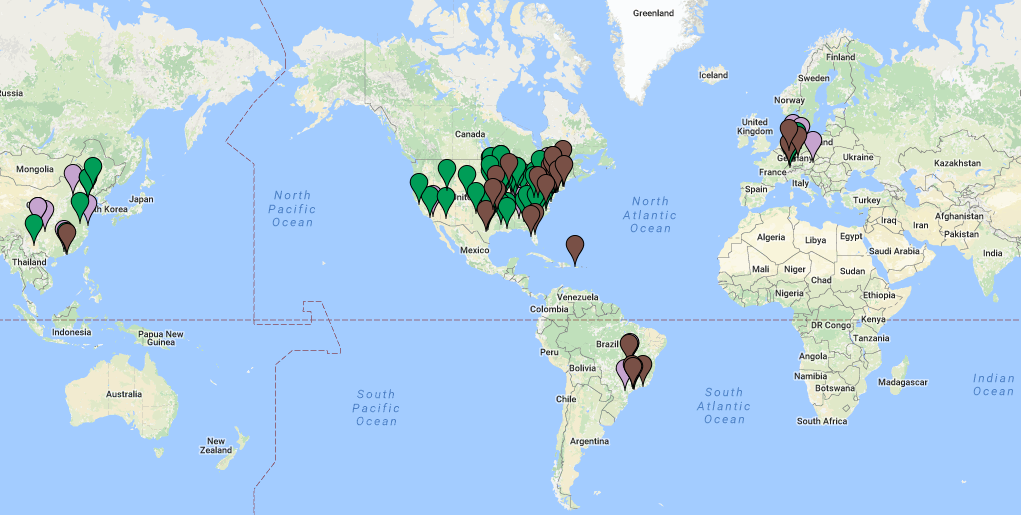 Greenland
Finland
Iceland
Sweden
Norway
Russia
United
Kingdom
Canada
Mongolia
Ukraine
Kazakhstan
Germany
France
Italy
Spain
Turkey
Japan
h Korea
North
Pacific
Ocean
North
Atlantic
Ocean
Iraq
Iran
Afghanistan
Pakistan
Algeria
Libya
Egypt
Saudi Arabia
India
Mexico
Thailand
Mali
Niger
Chad
Sudan
Nigeria
Ethiopia
Venezuela
Colombia
Indonesia
Papua New
Guinea
DR Congo
Kenya
Tanzania
Brazil
Peru
Bolivia
Angola
Namibia
Botswana
Madagascar
Australia
South
Pacific
Ocean
Chile
South
Atlantic
Ocean
Indian
Ocean
South Africa
New
Zealand
Argentina